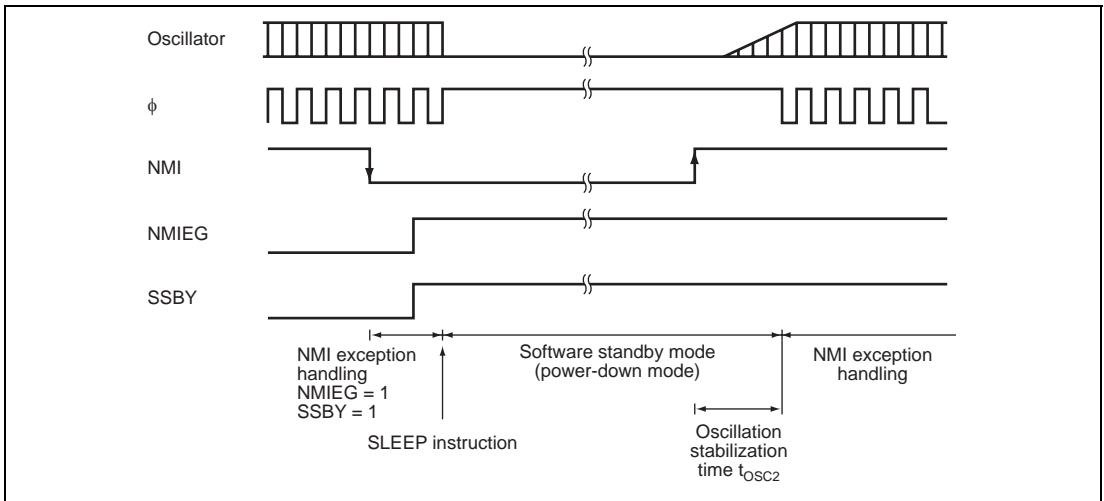 Oscillator
ϕ
NMI
NMIEG
SSBY
NMI exception
handling
NMIEG = 1
SSBY = 1
Software standby mode
(power-down mode)
NMI exception
handling
SLEEP instruction
Oscillation
stabilization
time tOSC2